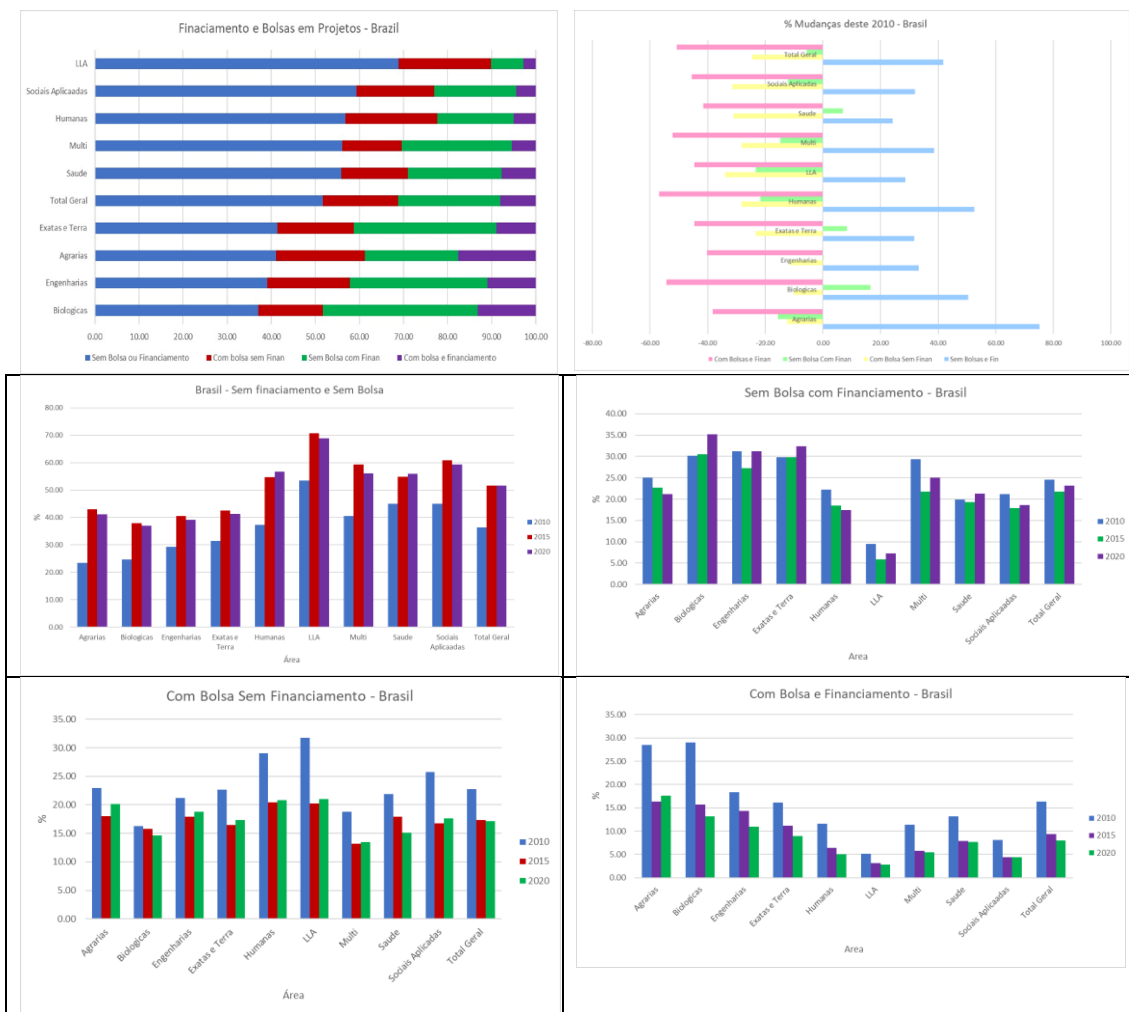 Finaciamento e Bolsas em Projetos - Brazil
LLA
Sociais Aplicaadas
Humanas
Multi
Saude
Total Geral
Exatas e Terra
Agrarias
Engenharias
Biologicas
0.00 10.00 20.00 30.00 40.00 50.00 60.00 70.00 80.00 90.00 100.00
Sem Bolsa ou Financiamento Com bolsa sem Finan Sem Bolsa com Finan Com bolsa e financiamento
% Mudanças deste 2010 - Brasil
Total Geral
Sociais Aplicadas
Saude
Multi
LLA
Humanas
Exatas e Terra
Engenharias
Biologicas
Agrarias
-80.00 -60.00 -40.00 -20.00 0.00 20.00 40.00 60.00 80.00 100.00
Com Bolsas e Finan Sem Bolsa Com Finan Com Bolsa Sem Finan Sem Bolsas e Fin
Brasil - Sem finaciamento e Sem Bolsa
80.00
70.00
60.00
50.00
40.00
30.00
20.00
10.00
0.00
%
Agrarias Biologicas Engenharias Exatas e Terra Humanas LLA Multi Saude Sociais Aplicaadas Total Geral
Área
2010
2015
2020
Sem Bolsa com Financiamento - Brasil
40.00
35.00
30.00
25.00
20.00
15.00
10.00
5.00
0.00
%
Agrarias Biologicas Engenharias Exatas e Terra Humanas LLA Multi Saude Sociais Aplicaadas Total Geral
Area
2010
2015
2020
Com Bolsa Sem Financiamento - Brasil
35.00
30.00
25.00
20.00
15.00
10.00
5.00
0.00
%
Agrarias Biologicas Engenharias Exatas e Terra Humanas LLA Multi Saude Sociais Aplicadas Total Geral
Área
2010
2015
2020
Com Bolsa e Financiamento - Brasil
35.00
30.00
25.00
20.00
15.00
10.00
5.00
0.00
%
Agrarias Biologicas Engenharias Exatas e Terra Humanas LLA Multi Saude Sociais Aplicaadas Total Geral
Area
2010
2015
2020